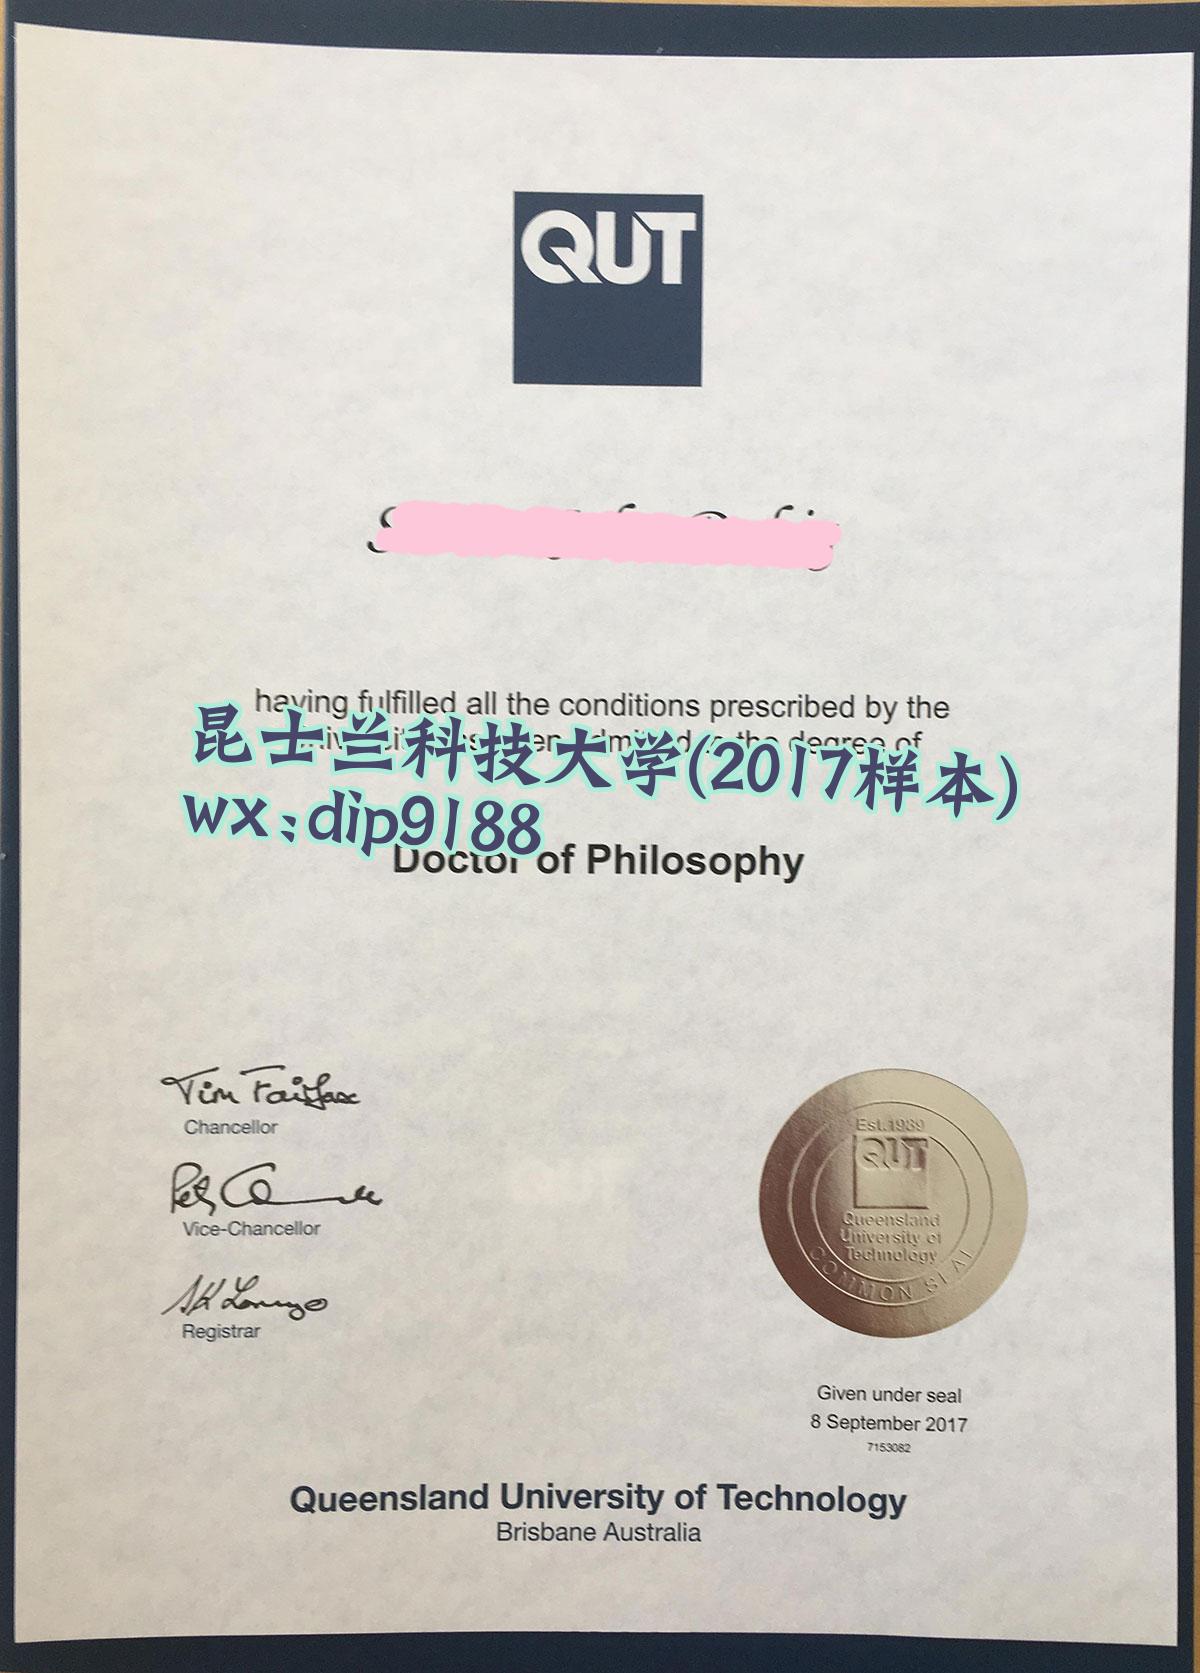 QUT
having fulfilled all the conditions prescribed by the
degree of
昆士兰科技大学(2017样本)
wx:dip9188
Doctor of Philosophy
Tim Fairfax
Chancellor
Vice-Chancellor
Registrar
Est.1989
QUT
Queensland
University of
Technology
COMMON SEAL
Given under seal
8 September 2017
7153082
Queensland University of Technology
Brisbane Australia